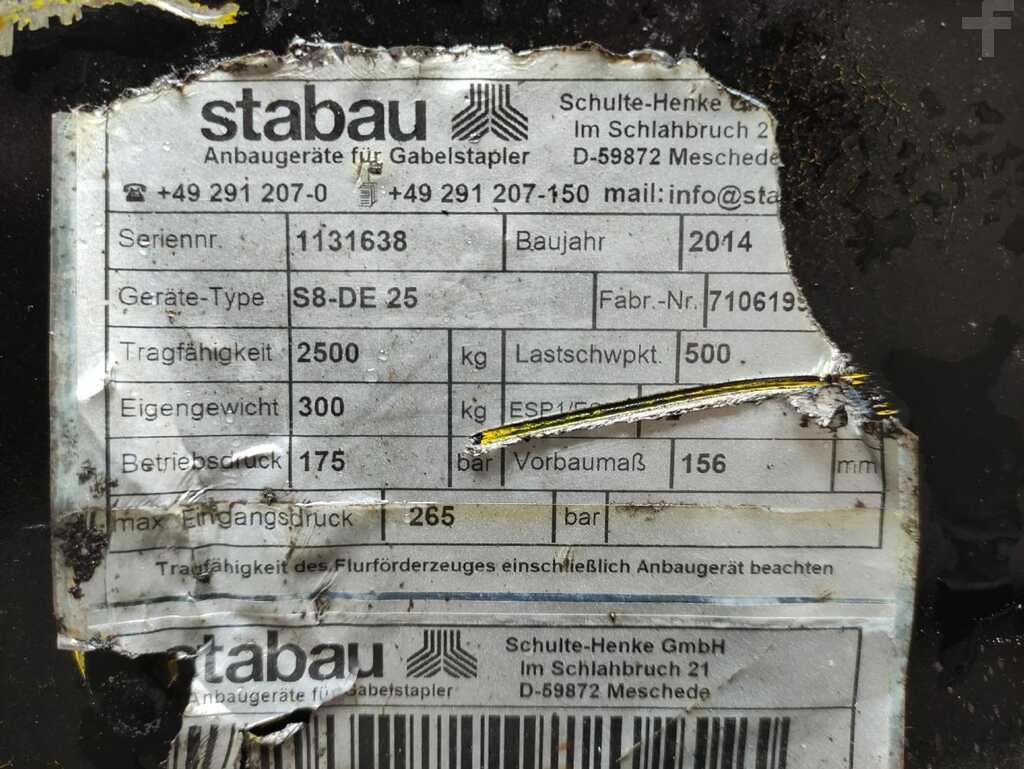 stabau
Schulte-Henke
Im Schlahbruch 2
Anbaugeräte für Gabelstapler
D-59872 Meschede
+49 291 207-0 +49 291 207-150 mail: info@sta
Seriennr. 1131638 Baujahr 2014
Geräte-Type S8-DE 25 Fabr.-Nr. 710619
Tragfähigkeit 2500 kg Lastschwpkt. 500
Eigengewicht 300 kg
Betriebsdruck 175 bar Vorbaumaß 156 mm
max Eingangsdruck 265 bar
Tragfähigkeit des Flurförderzeuges einschließlich Anbaugerät beachten
stabau
Schulte-Henke GmbH
Im Schlahbruch 21
Anbaugeräte für Gabelstapler
D-59872 Meschede